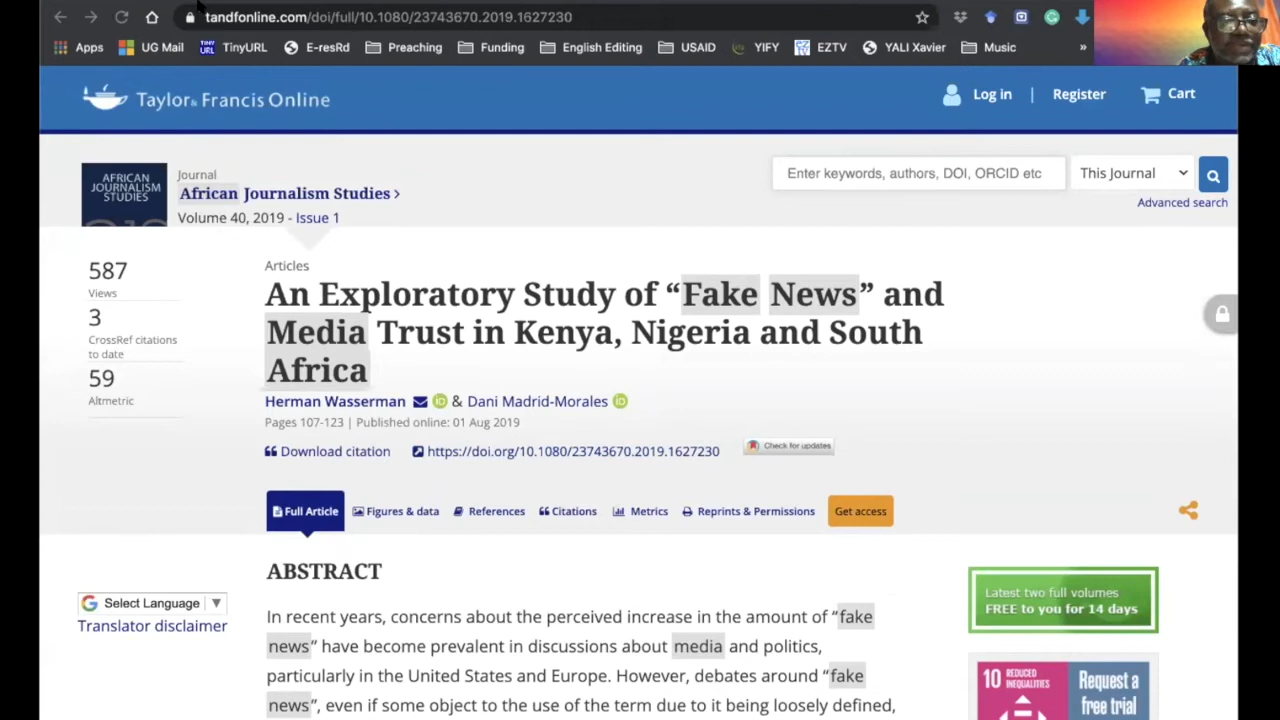 tandfonline.com/doi/full/10.1080/23743670.2019.1627230
Apps UG Mail TinyURL E-resRd Preaching Funding English Editing USAID YIFY EZTV YALI Xavier Music »
Taylor & Francis Online
Log in | Register Cart
AFRICAN
JOURNALISM
STUDIES
Journal
African Journalism Studies >
Volume 40, 2019 - Issue 1
Enter keywords, authors, DOI, ORCID etc
This Journal
Advanced search
587
Views
3
CrossRef citations
to date
59
Altmetric
Articles
An Exploratory Study of “Fake News” and
Media Trust in Kenya, Nigeria and South
Africa
Herman Wasserman iD & Dani Madrid-Morales iD
Pages 107-123 | Published online: 01 Aug 2019
Download citation https://doi.org/10.1080/23743670.2019.1627230 Check for updates
Full Article Figures & data References Citations Metrics Reprints & Permissions Get access
G Select Language ▼
Translator disclaimer
ABSTRACT
In recent years, concerns about the perceived increase in the amount of “fake
news” have become prevalent in discussions about media and politics,
particularly in the United States and Europe. However, debates around “fake
news”, even if some object to the use of the term due to it being loosely defined,
Latest two full volumes
FREE to you for 14 days
10 REDUCED
INEQUALITIES
Request a
free trial